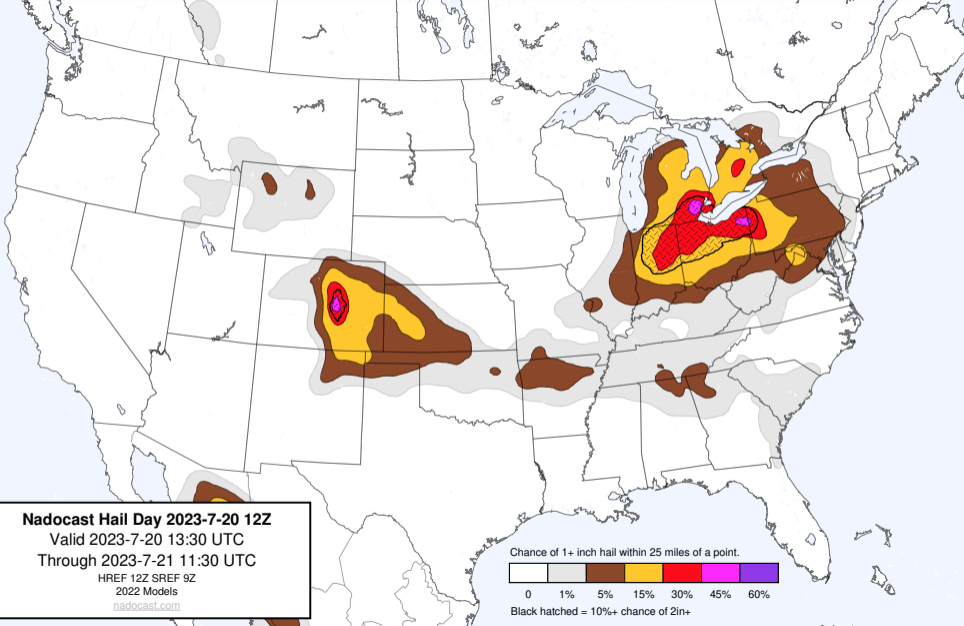 Nadocast Hail Day 2023-7-20 12Z
Valid 2023-7-20 13:30 UTC
Through 2023-7-21 11:30 UTC
HREF 12Z SREF 9Z
2022 Models
nadocast.com
Chance of 1+ inch hail within 25 miles of a point.
0 1% 5% 15% 30% 45% 60%
Black hatched = 10%+ chance of 2in+